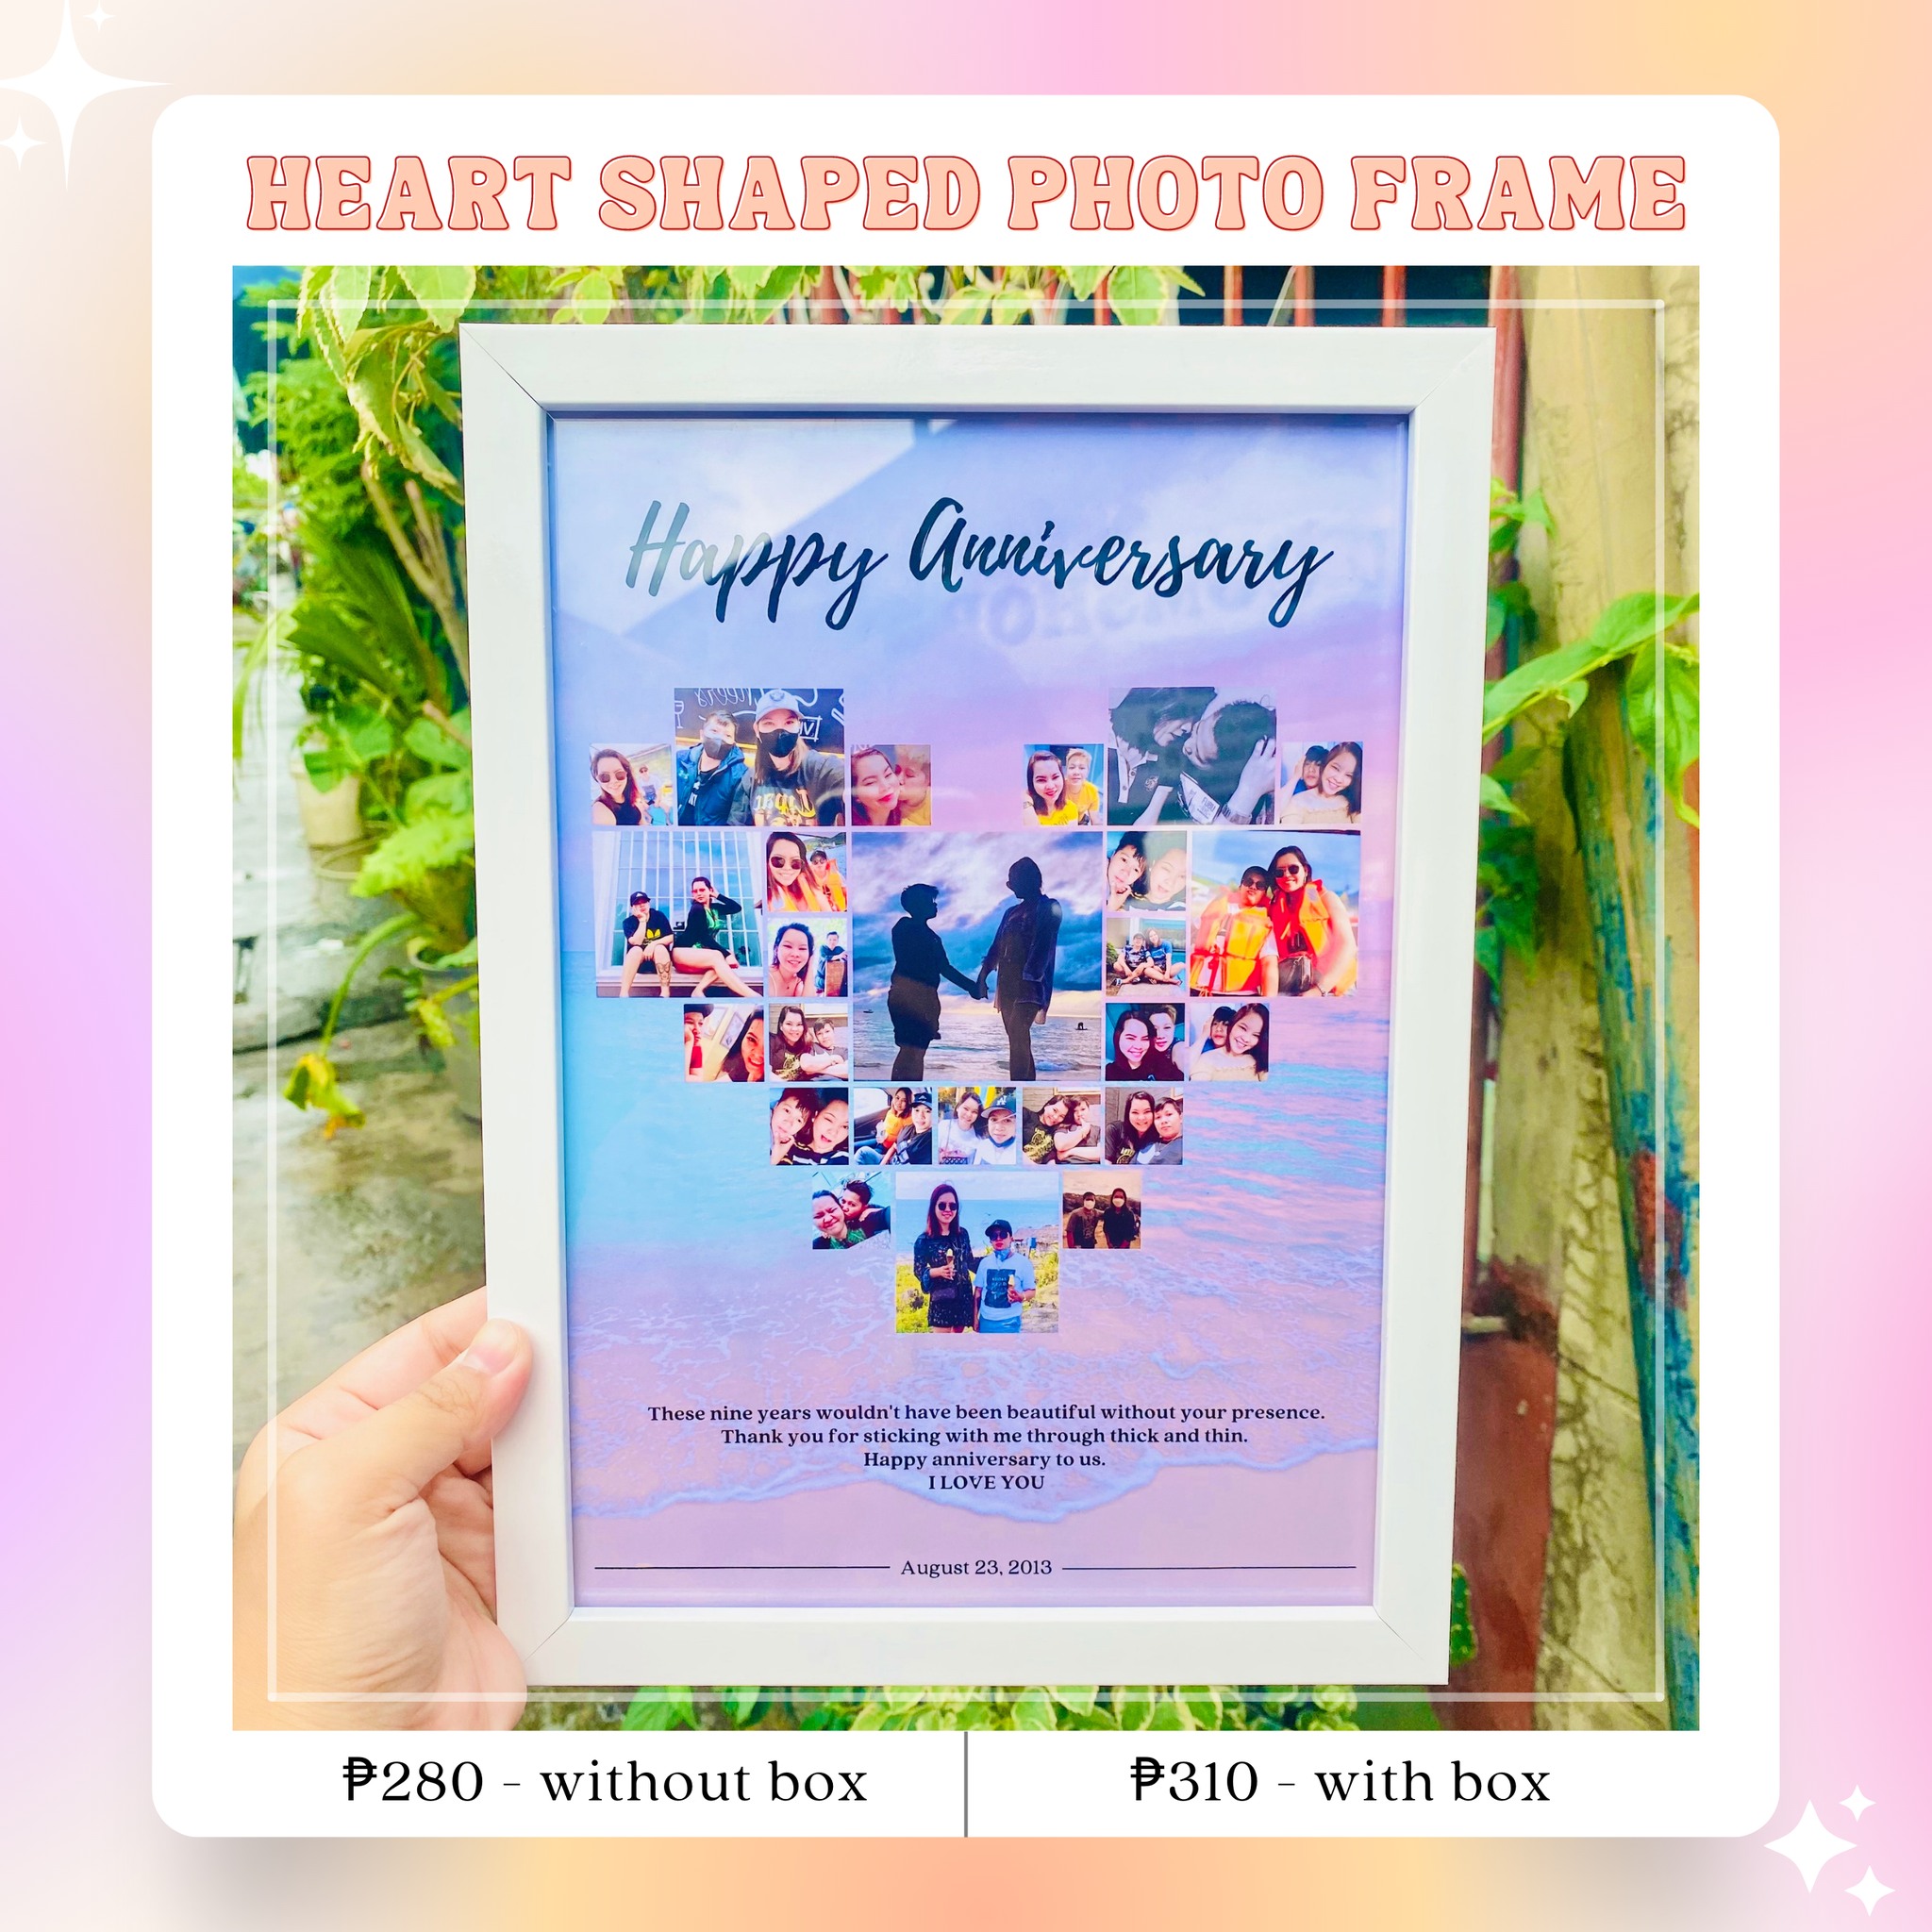 HEART SHAPED PHOTO FRAME
Happy Anniversary
These nine years wouldn't have been beautiful without your presence.
Thank you for sticking with me through thick and thin.
Happy anniversary to us.
I LOVE YOU
August 23, 2013
₱280 - without box
₱310 - with box